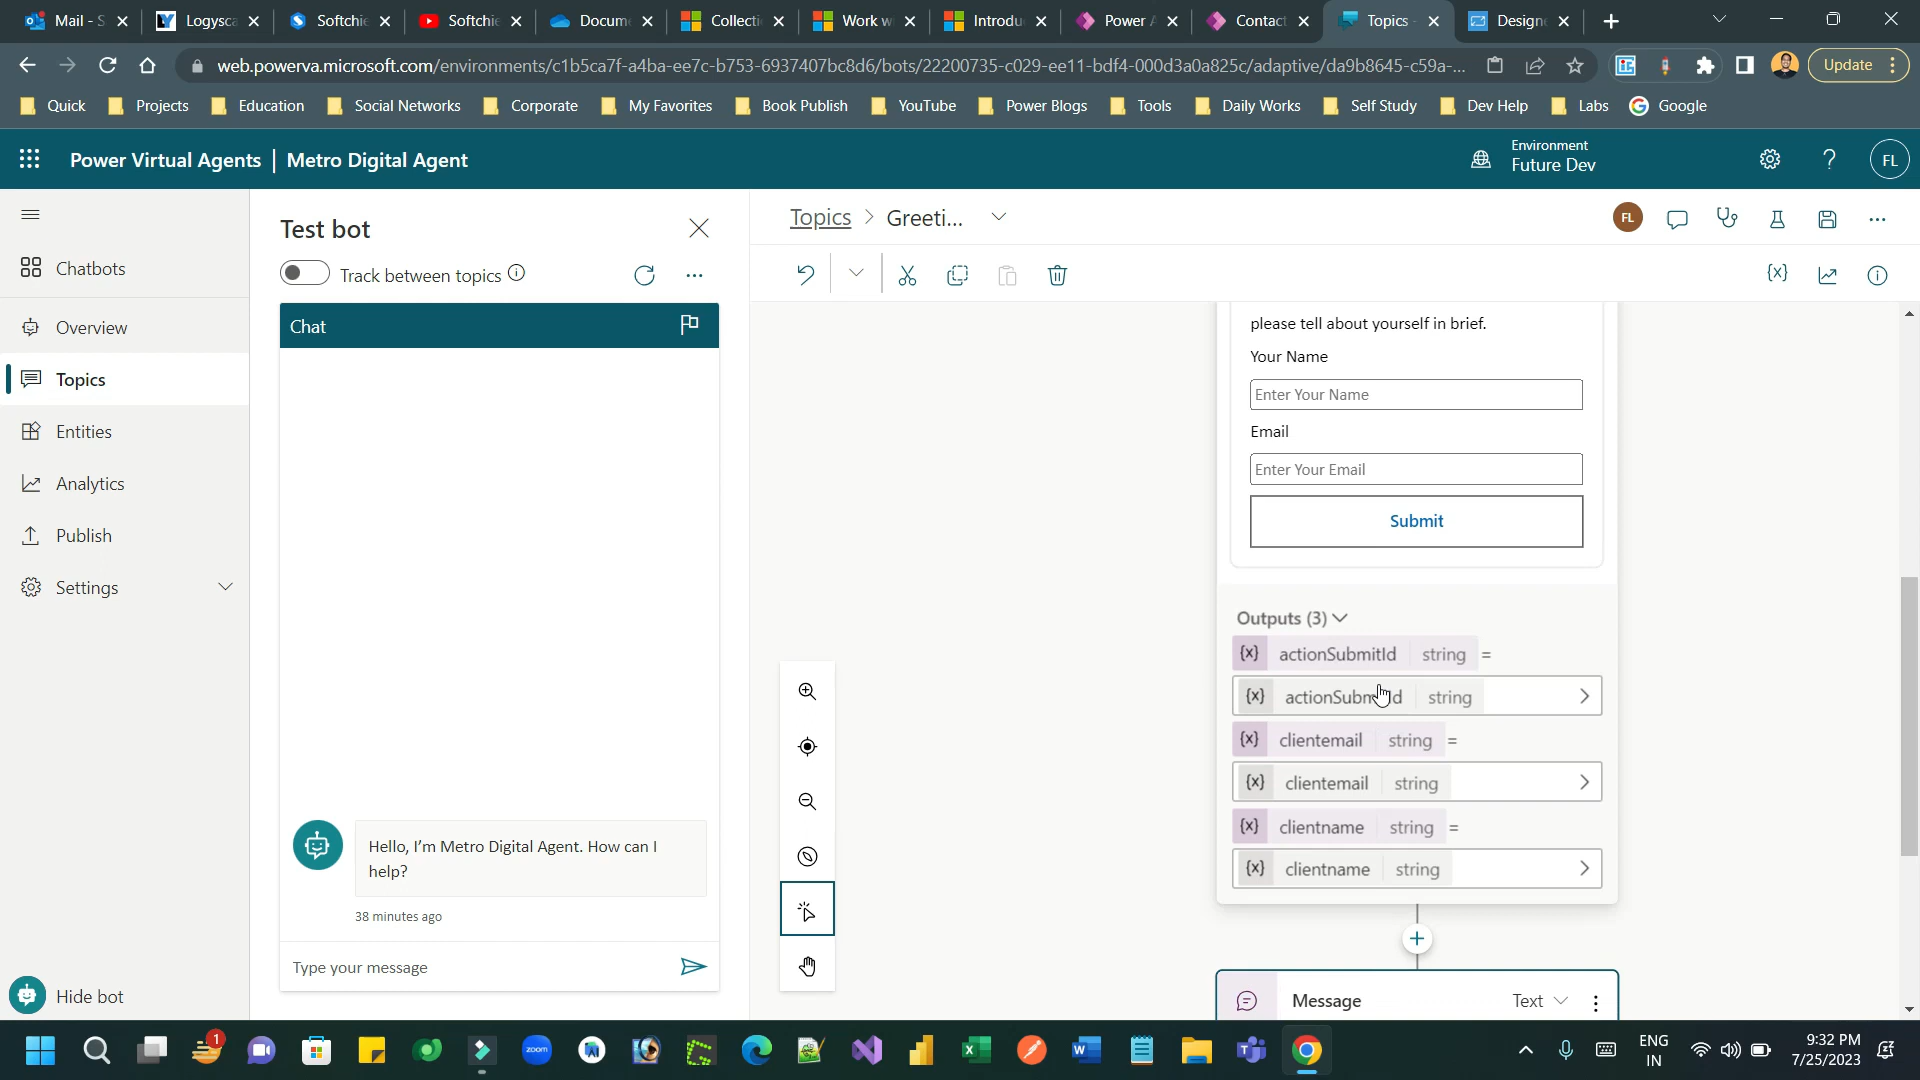 Mail - S
Logysca
Softchie
Softchie
Docum
Collecti
Work w
Introdu
Power A
Contact
Topics -
Designe
web.powerva.microsoft.com/environments/c1b5ca7f-a4ba-ee7c-b753-6937407bc8d6/bots/22200735-c029-ee11-bdf4-000d3a0a825c/adaptive/da9b8645-c59a-...
Update
Quick
Projects
Education
Social Networks
Corporate
My Favorites
Book Publish
YouTube
Power Blogs
Tools
Daily Works
Self Study
Dev Help
Labs
Google
Power Virtual Agents | Metro Digital Agent
Environment
Future Dev
FL
Chatbots
Overview
Topics
Entities
Analytics
Publish
Settings
Hide bot
Test bot
Track between topics
Chat
Hello, I'm Metro Digital Agent. How can I
help?
38 minutes ago
Type your message
Topics > Greeti...
FL
please tell about yourself in brief.
Your Name
Enter Your Name
Email
Enter Your Email
Submit
Outputs (3)
{x} actionSubmitId string =
{x} actionSubmitId string
{x} clientemail string =
{x} clientemail string
{x} clientname string =
{x} clientname string
Message
Text
1
zoom
ENG
IN
9:32 PM
7/25/2023